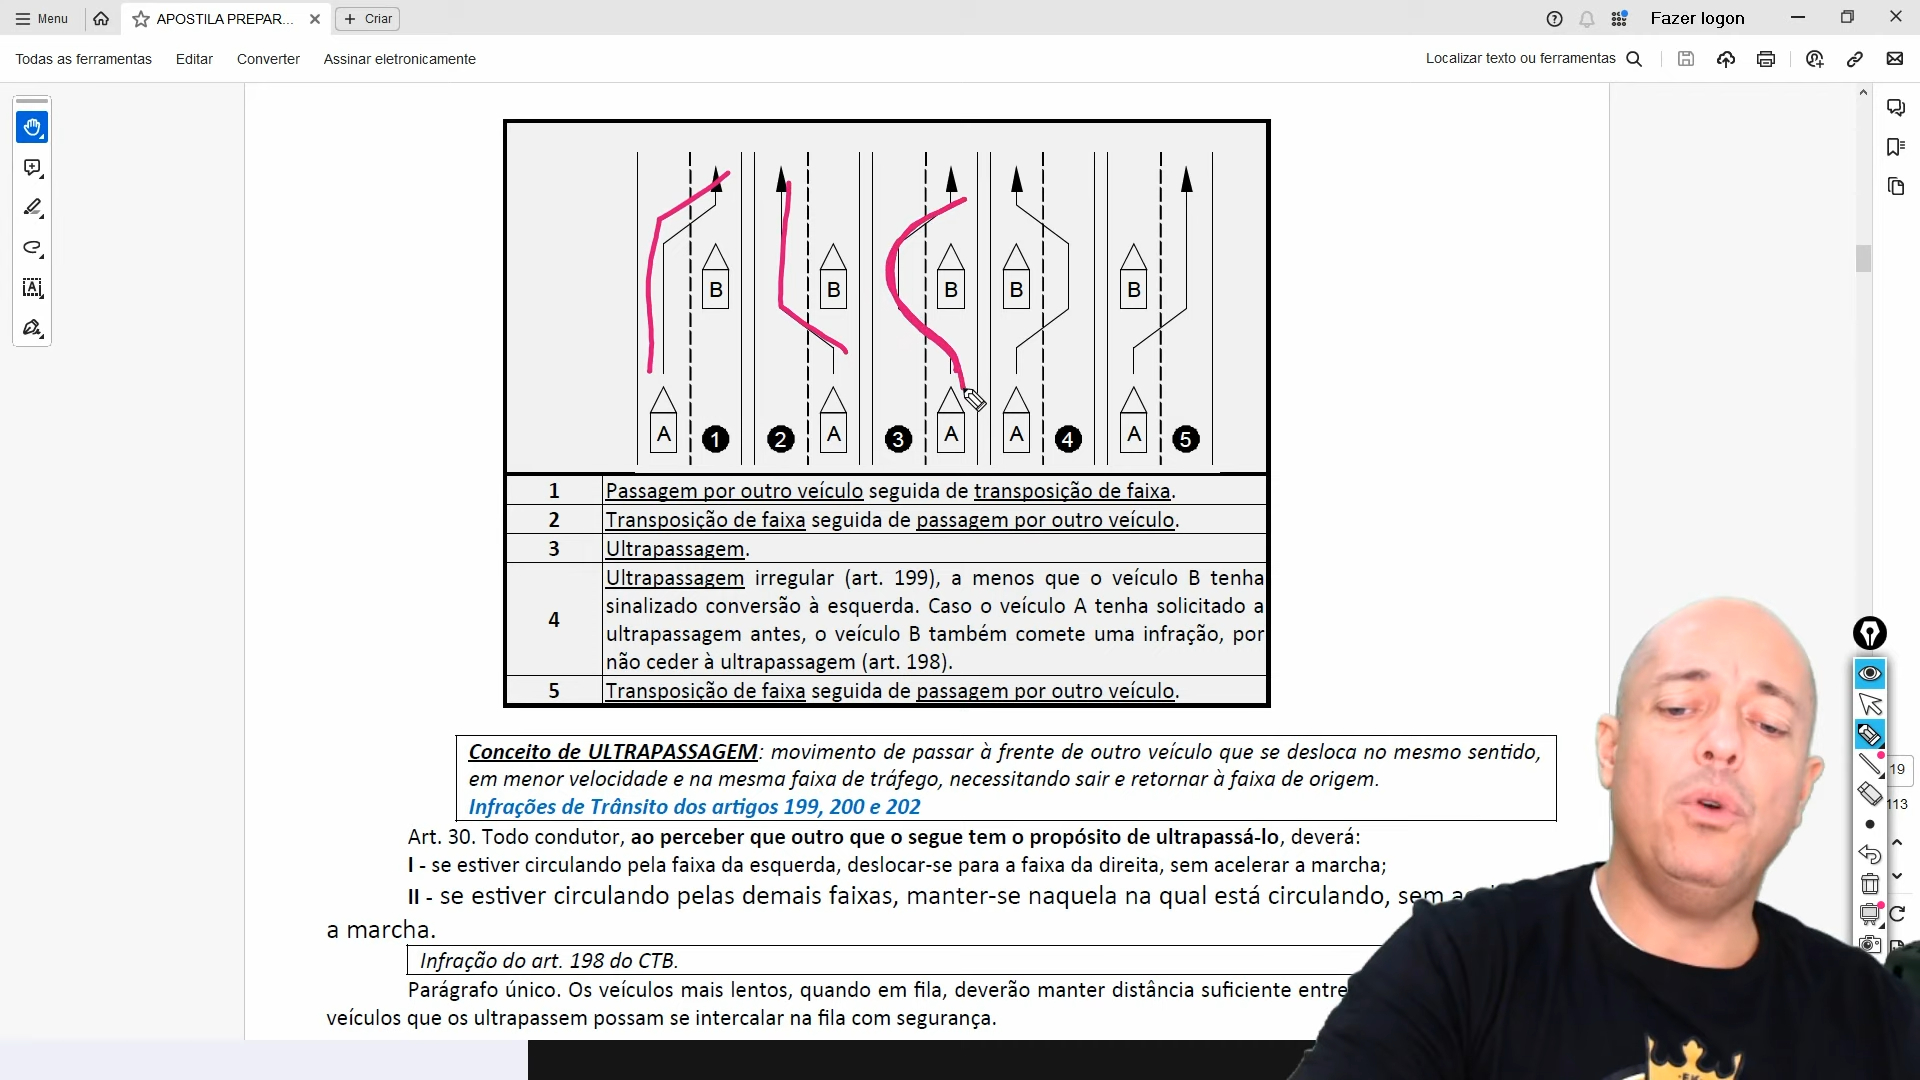 Menu
APOSTILA PREPAR...
Criar
Fazer logon
Todas as ferramentas
Editar
Converter
Assinar eletronicamente
Localizar texto ou ferramentas
B B B B B
A 1 2 A 3 A A 4 A 5
1 Passagem por outro veículo seguida de transposição de faixa.
2 Transposição de faixa seguida de passagem por outro veículo.
3 Ultrapassagem.
4 Ultrapassagem irregular (art. 199), a menos que o veículo B tenha
sinalizado conversão à esquerda. Caso o veículo A tenha solicitado a
ultrapassagem antes, o veículo B também comete uma infração, por
não ceder à ultrapassagem (art. 198).
5 Transposição de faixa seguida de passagem por outro veículo.
Conceito de ULTRAPASSAGEM: movimento de passar à frente de outro veículo que se desloca no mesmo sentido,
em menor velocidade e na mesma faixa de tráfego, necessitando sair e retornar à faixa de origem.
Infrações de Trânsito dos artigos 199, 200 e 202
19
113
Art. 30. Todo condutor, ao perceber que outro que o segue tem o propósito de ultrapassá-lo, deverá:
I - se estiver circulando pela faixa da esquerda, deslocar-se para a faixa da direita, sem acelerar a marcha;
II - se estiver circulando pelas demais faixas, manter-se naquela na qual está circulando, sem
a marcha.
Infração do art. 198 do CTB.
Parágrafo único. Os veículos mais lentos, quando em fila, deverão manter distância suficiente entre
veículos que os ultrapassem possam se intercalar na fila com segurança.